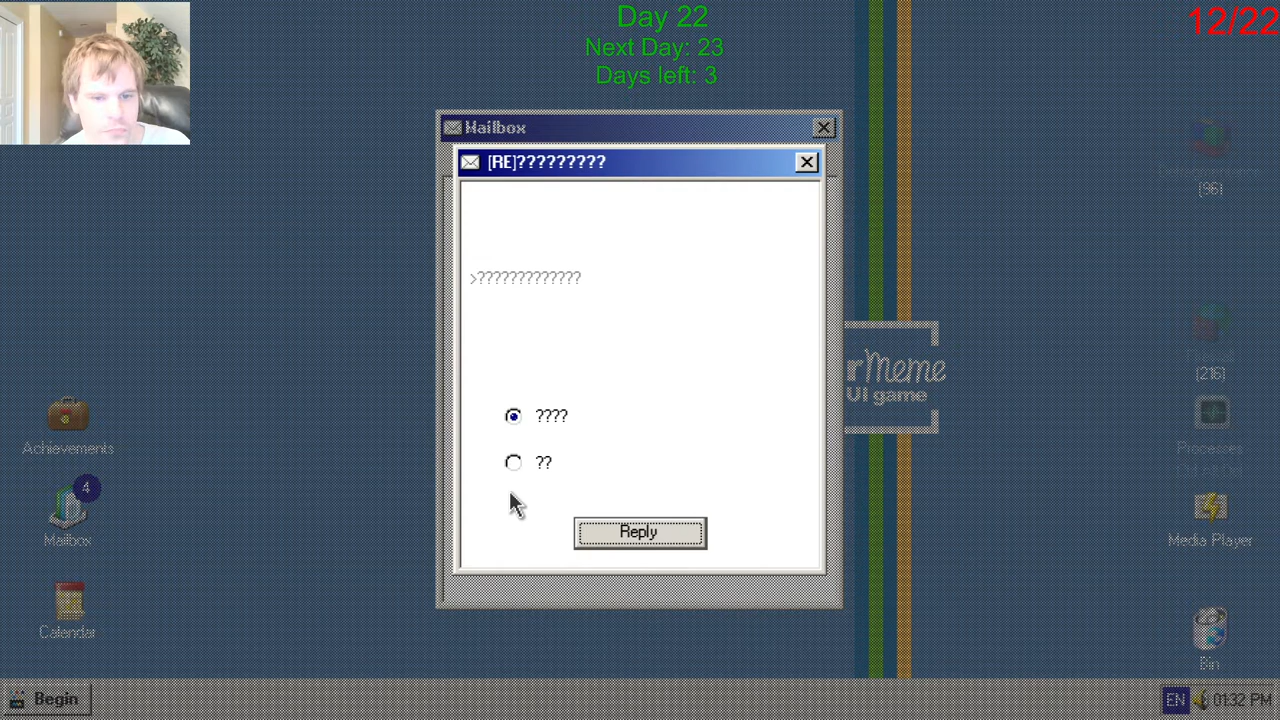 Day 22
Next Day: 23
Days left: 3
12/22
Mailbox
[RE]?????????
>?????????????
????
??
Reply
(96)
(216)
Processes
Media Player
Bin
rMeme
UI game
Achievements
4
Mailbox
Calendar
Begin
EN
01:32 PM